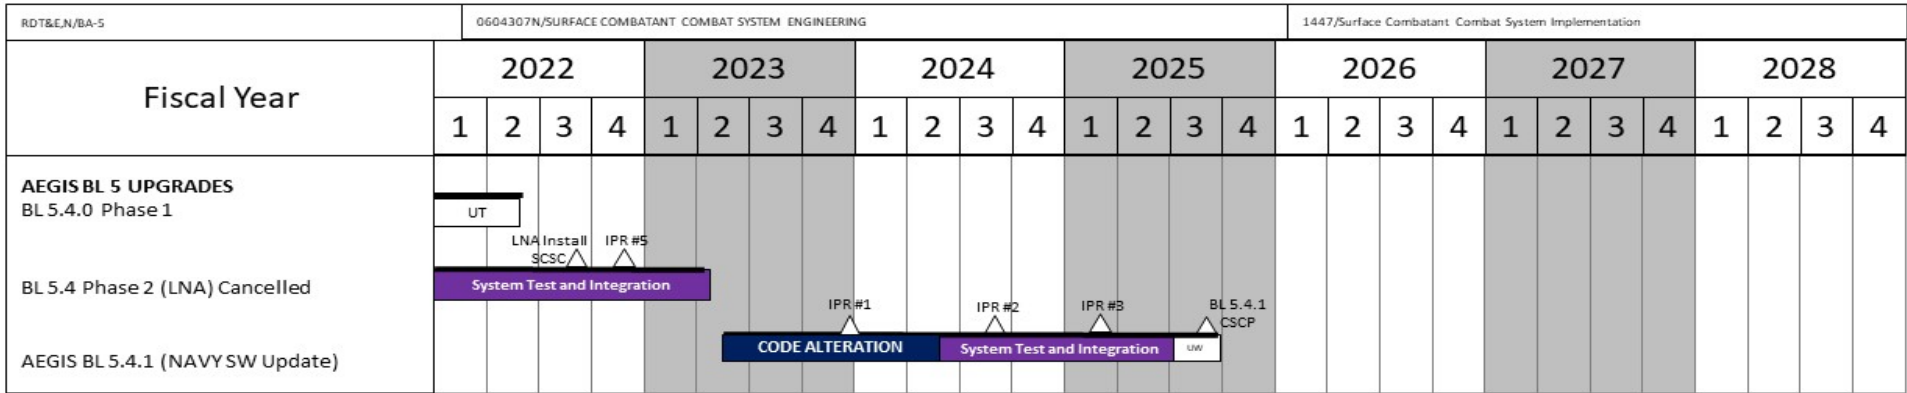 RDT&E,N/BA-5 0604307N/SURFACE COMBATANT COMBAT SYSTEM ENGINEERING 1447/Surface Combatant Combat System Implementation
Fiscal Year 2022 2023 2024 2025 2026 2027 2028
1 2 3 4 1 2 3 4 1 2 3 4 1 2 3 4 1 2 3 4 1 2 3 4 1 2 3 4
AEGIS BL 5 UPGRADES
BL 5.4.0 Phase 1
UT
LNA Install
SCSC
IPR #5
BL 5.4 Phase 2 (LNA) Cancelled
System Test and Integration
IPR #1
IPR #2
IPR #3
BL 5.4.1
CSCP
AEGIS BL 5.4.1 (NAVY SW Update)
CODE ALTERATION
System Test and Integration
UW